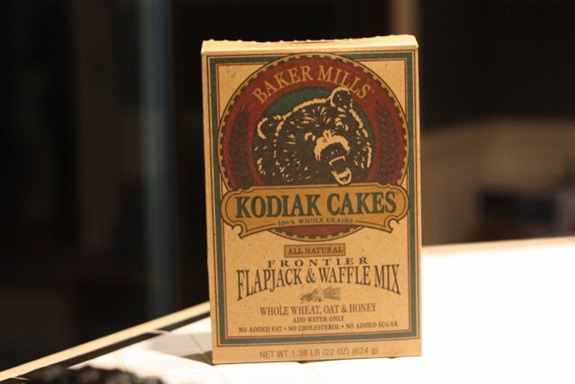 BAKER MILLS
KODIAK CAKES
100% WHOLE GRAINS
ALL NATURAL
FRONTIER
FLAPJACK & WAFFLE MIX
WHOLE WHEAT, OAT & HONEY
ADD WATER ONLY
NO ADDED FAT • NO CHOLESTEROL • NO ADDED SUGAR
NET WT. 1.38 LB (22 OZ) (624 g)